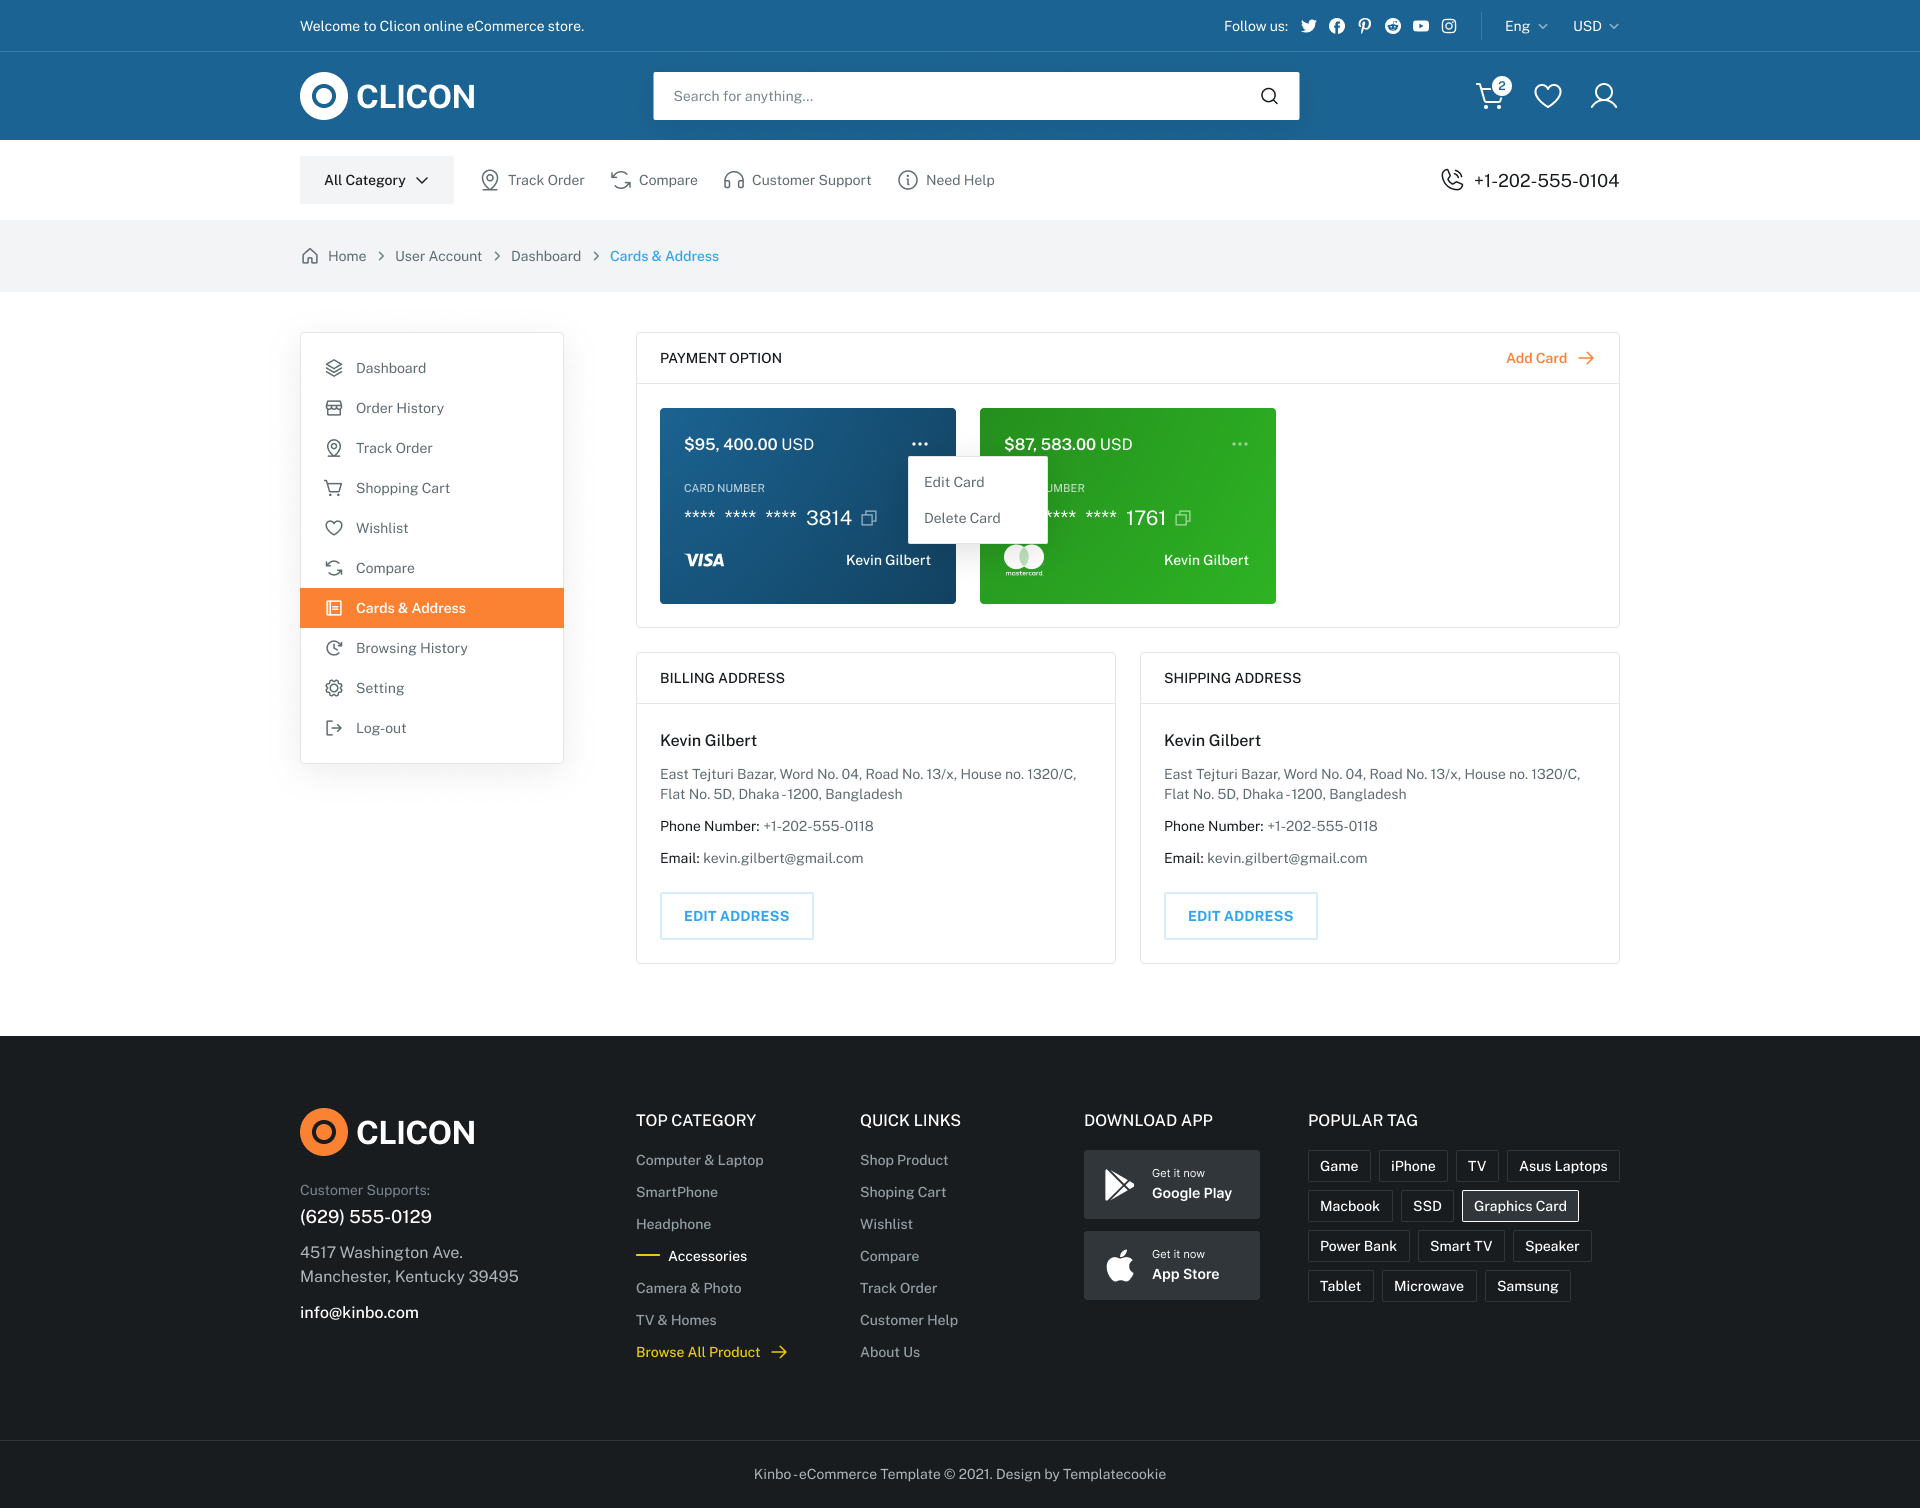 Welcome to Clicon online eCommerce store.
Follow us:
Eng
USD
CLICON
Search for anything...
2
All Category
Track Order
Compare
Customer Support
Need Help
+1-202-555-0104
Home
User Account
Dashboard
Cards & Address
Dashboard
Order History
Track Order
Shopping Cart
Wishlist
Compare
Cards & Address
Browsing History
Setting
Log-out
PAYMENT OPTION
Add Card
$95, 400.00 USD
CARD NUMBER
**** **** **** 3814
VISA
Kevin Gilbert
Edit Card
Delete Card
$87, 583.00 USD
UMBER
**** **** 1761
mastercard.
Kevin Gilbert
BILLING ADDRESS
Kevin Gilbert
East Tejturi Bazar, Word No. 04, Road No. 13/x, House no. 1320/C,
Flat No. 5D, Dhaka - 1200, Bangladesh
Phone Number: +1-202-555-0118
Email: kevin.gilbert@gmail.com
EDIT ADDRESS
SHIPPING ADDRESS
Kevin Gilbert
East Tejturi Bazar, Word No. 04, Road No. 13/x, House no. 1320/C,
Flat No. 5D, Dhaka - 1200, Bangladesh
Phone Number: +1-202-555-0118
Email: kevin.gilbert@gmail.com
EDIT ADDRESS
CLICON
Customer Supports:
(629) 555-0129
4517 Washington Ave.
Manchester, Kentucky 39495
info@kinbo.com
TOP CATEGORY
Computer & Laptop
SmartPhone
Headphone
Accessories
Camera & Photo
TV & Homes
Browse All Product
QUICK LINKS
Shop Product
Shoping Cart
Wishlist
Compare
Track Order
Customer Help
About Us
DOWNLOAD APP
Get it now
Google Play
Get it now
App Store
POPULAR TAG
Game
iPhone
TV
Asus Laptops
Macbook
SSD
Graphics Card
Power Bank
Smart TV
Speaker
Tablet
Microwave
Samsung
Kinbo - eCommerce Template © 2021. Design by Templatecookie